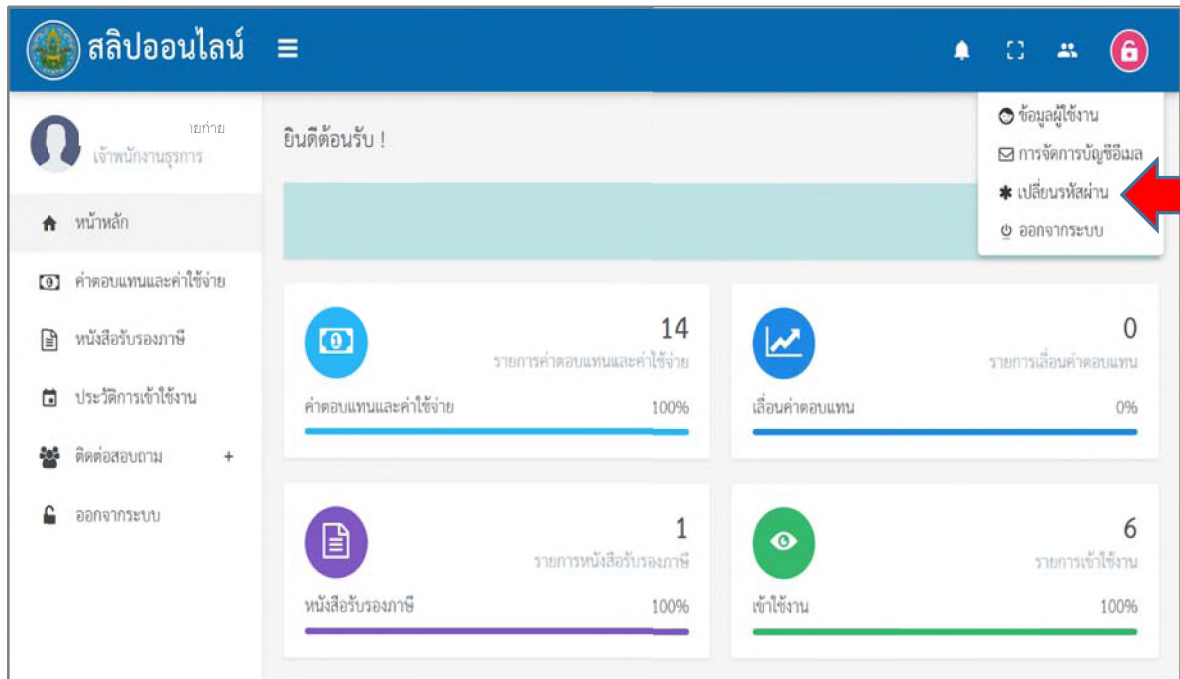 สลิปออนไลน์
ข้อมูลผู้ใช้งาน
การจัดการบัญชีอีเมล
เปลี่ยนรหัสผ่าน
ออกจากระบบ
ายก่าย
เจ้าพนักงานธุรการ
หน้าหลัก
ค่าตอบแทนและค่าใช้จ่าย
หนังสือรับรองภาษี
ประวัติการเข้าใช้งาน
ติดต่อสอบถาม +
ออกจากระบบ
ยินดีต้อนรับ !
14
รายการค่าตอบแทนและค่าใช้จ่าย
ค่าตอบแทนและค่าใช้จ่าย 100%
0
รายการเลื่อนค่าตอบแทน
เลื่อนค่าตอบแทน 0%
1
รายการหนังสือรับรองภาษี
หนังสือรับรองภาษี 100%
6
รายการเข้าใช้งาน
เข้าใช้งาน 100%